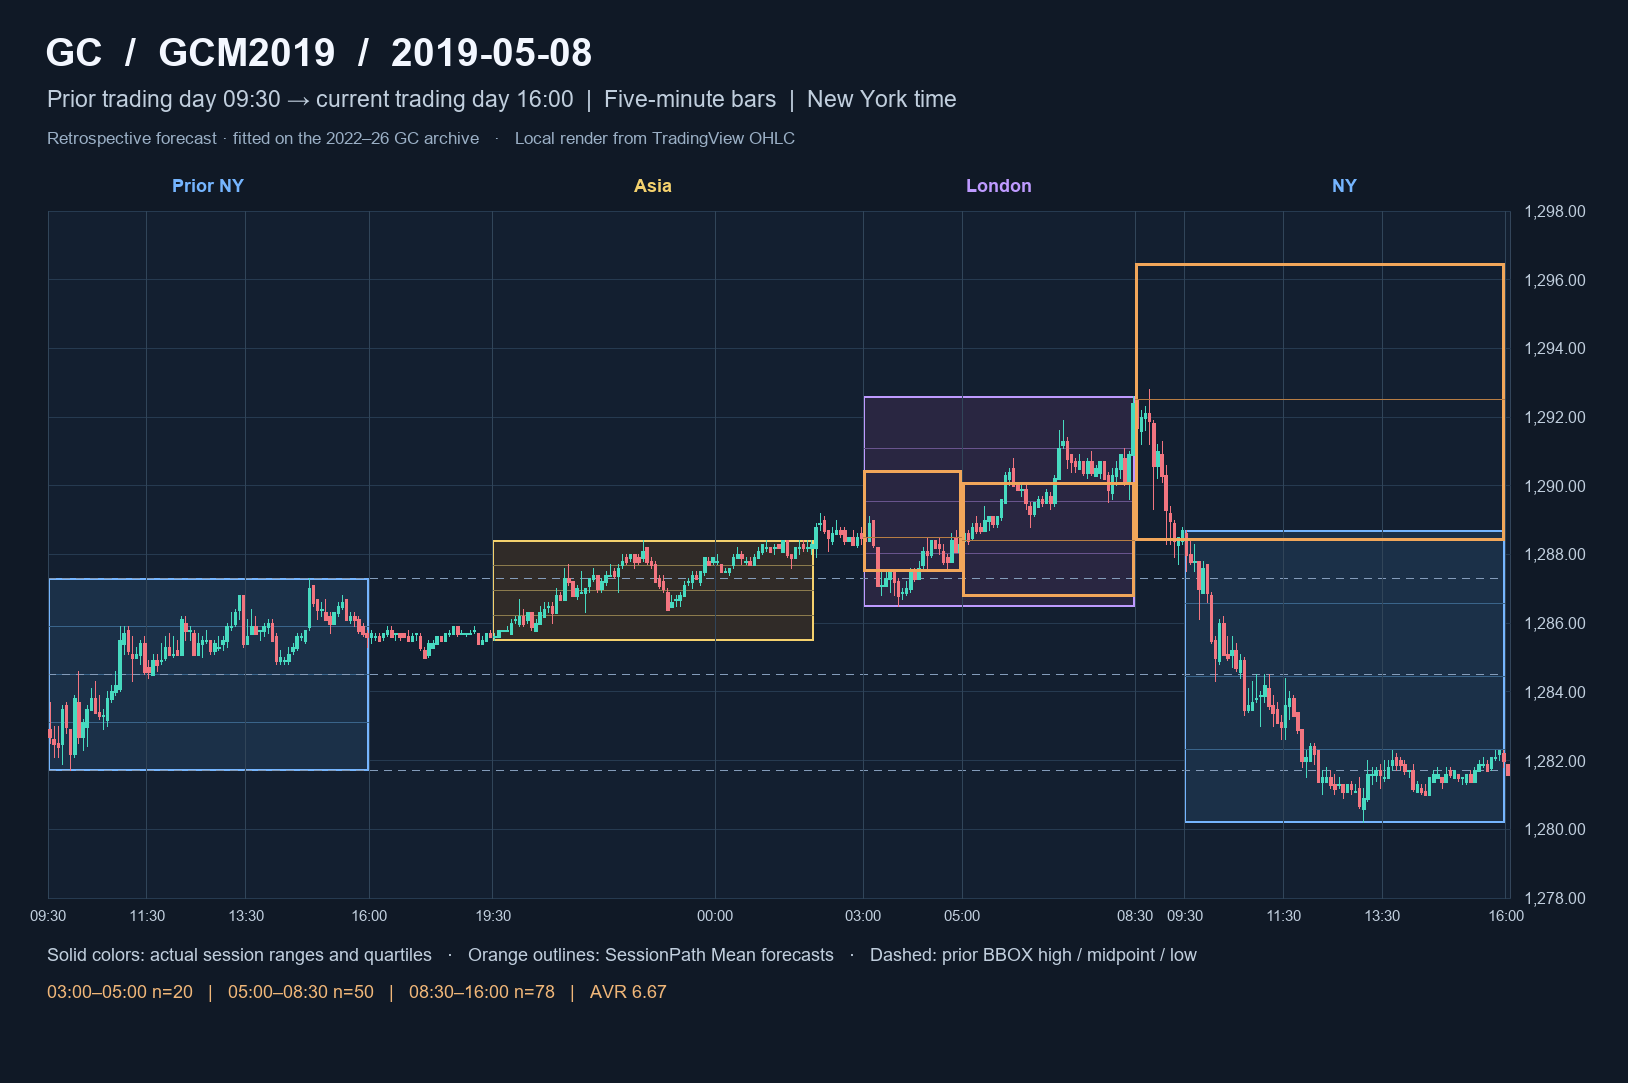 GC / GCM2019 / 2019-05-08
Prior trading day 09:30 → current trading day 16:00 | Five-minute bars | New York time
Retrospective forecast · fitted on the 2022–26 GC archive · Local render from TradingView OHLC
Prior NY Asia London NY
1,298.00
1,296.00
1,294.00
1,292.00
1,290.00
1,288.00
1,286.00
1,284.00
1,282.00
1,280.00
1,278.00
09:30 11:30 13:30 16:00 19:30 00:00 03:00 05:00 08:30 09:30 11:30 13:30 16:00
Solid colors: actual session ranges and quartiles · Orange outlines: SessionPath Mean forecasts · Dashed: prior BBOX high / midpoint / low
03:00–05:00 n=20 | 05:00–08:30 n=50 | 08:30–16:00 n=78 | AVR 6.67